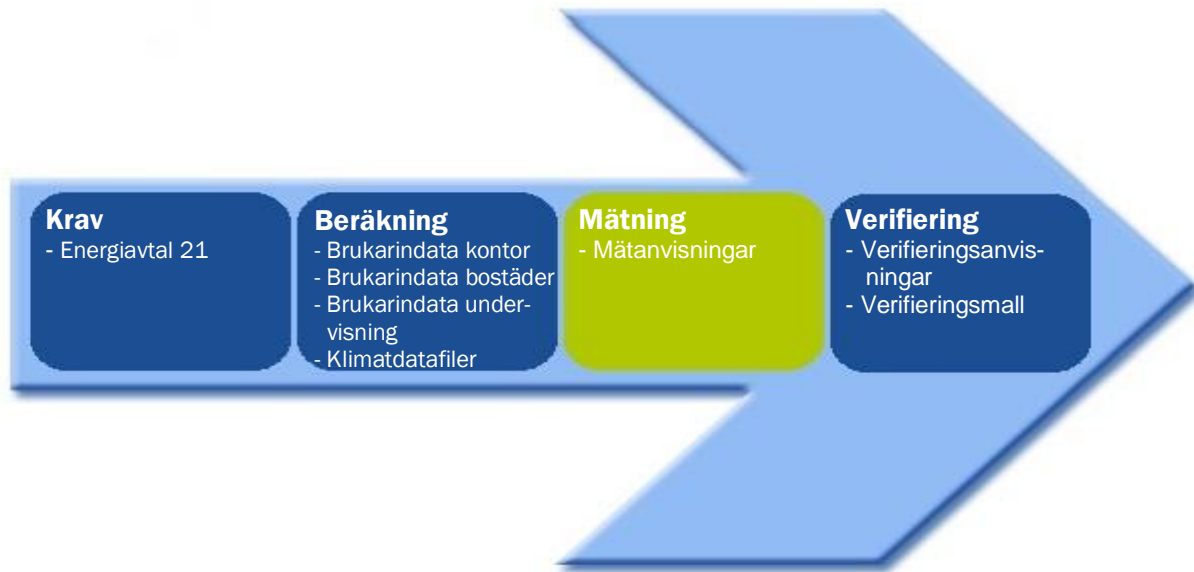 Krav
- Energiavtal 21
Beräkning
- Brukarindata kontor
- Brukarindata bostäder
- Brukarindata under-
visning
- Klimatdatafiler
Mätning
- Mätanvisningar
Verifiering
- Verifieringsanvis-
ningar
- Verifieringsmall